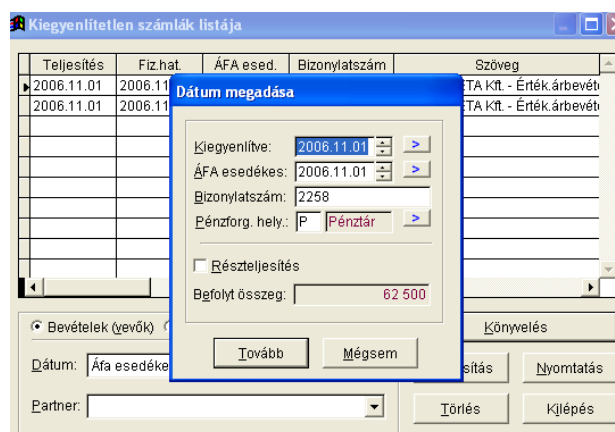 Kiegyenlítetlen számlák listája
Teljesítés Fiz.hat. ÁFA esed. Bizonylatszám Szöveg
2006.11.01 2006.11 TA Kft. - Érték.árbevét
2006.11.01 2006.11 TA Kft. - Érték.árbevét
Dátum megadása
Kiegyenlítve: 2006.11.01 >
ÁFA esedékes: 2006.11.01 >
Bizonylatszám: 2258
Pénzforg. hely.: P Pénztár >
Részteljesítés
Befolyt összeg: 62 500
Tovább Mégsem
Bevételek (vevők) Könyvelés
Dátum: Áfa esedéke sítás Nyomtatás
Partner: Törlés Kilépés